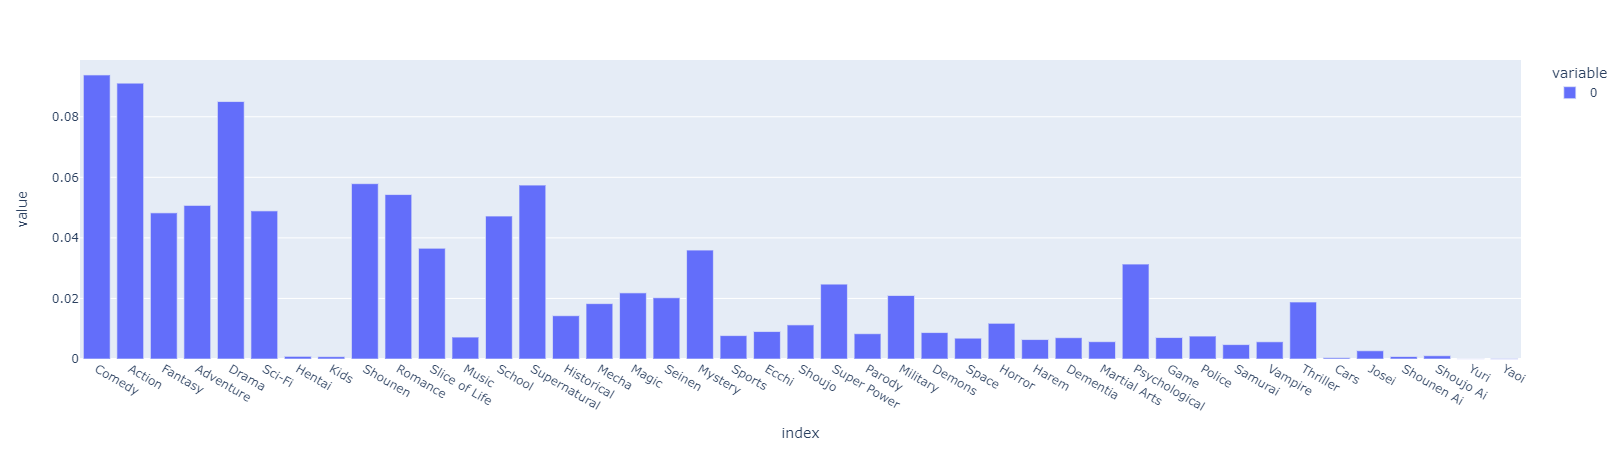 variable
0
value
0.08
0.06
0.04
0.02
0
Comedy
Action
Fantasy
Adventure
Drama
Sci-Fi
Hentai
Kids
Shounen
Romance
Slice of Life
Music
School
Supernatural
Historical
Mecha
Magic
Seinen
Mystery
Sports
Ecchi
Shoujo
Super Power
Parody
Military
Demons
Space
Horror
Harem
Dementia
Martial Arts
Psychological
Game
Police
Samurai
Vampire
Thriller
Cars
Josei
Shounen Ai
Shoujo Ai
Yuri
Yaoi
index